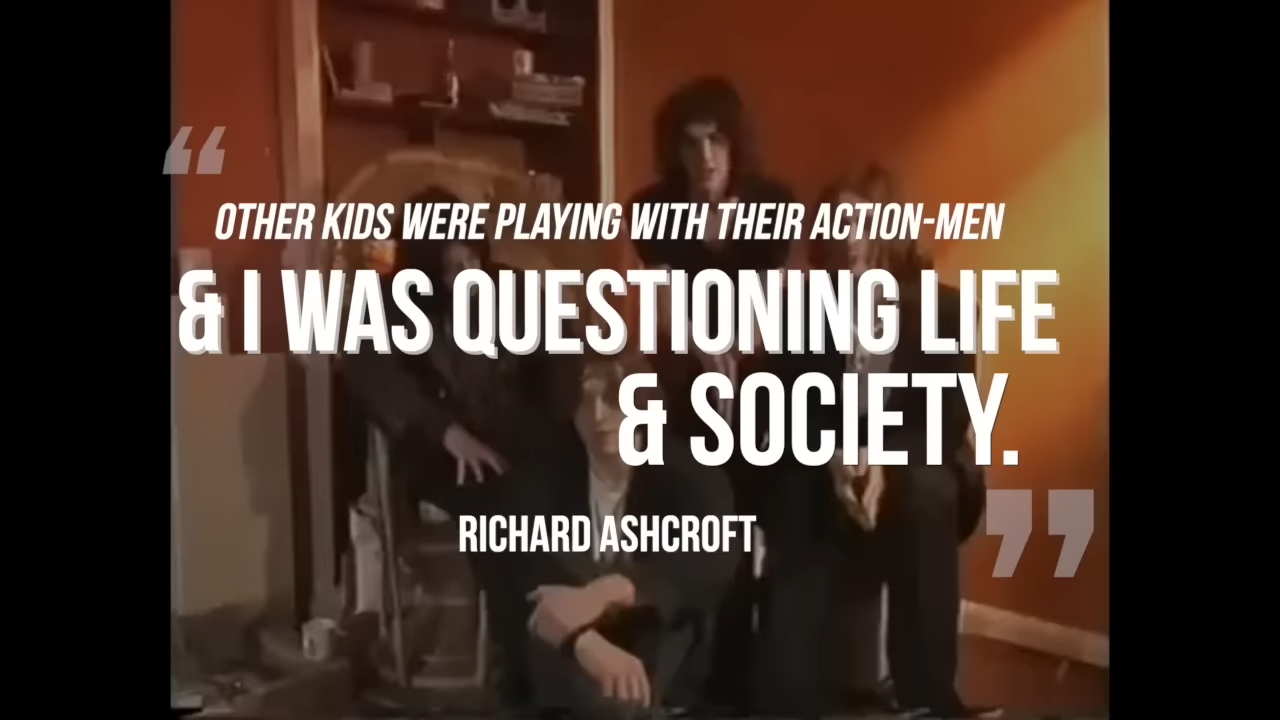 “
OTHER KIDS WERE PLAYING WITH THEIR ACTION-MEN
& I WAS QUESTIONING LIFE
& SOCIETY.
”
RICHARD ASHCROFT